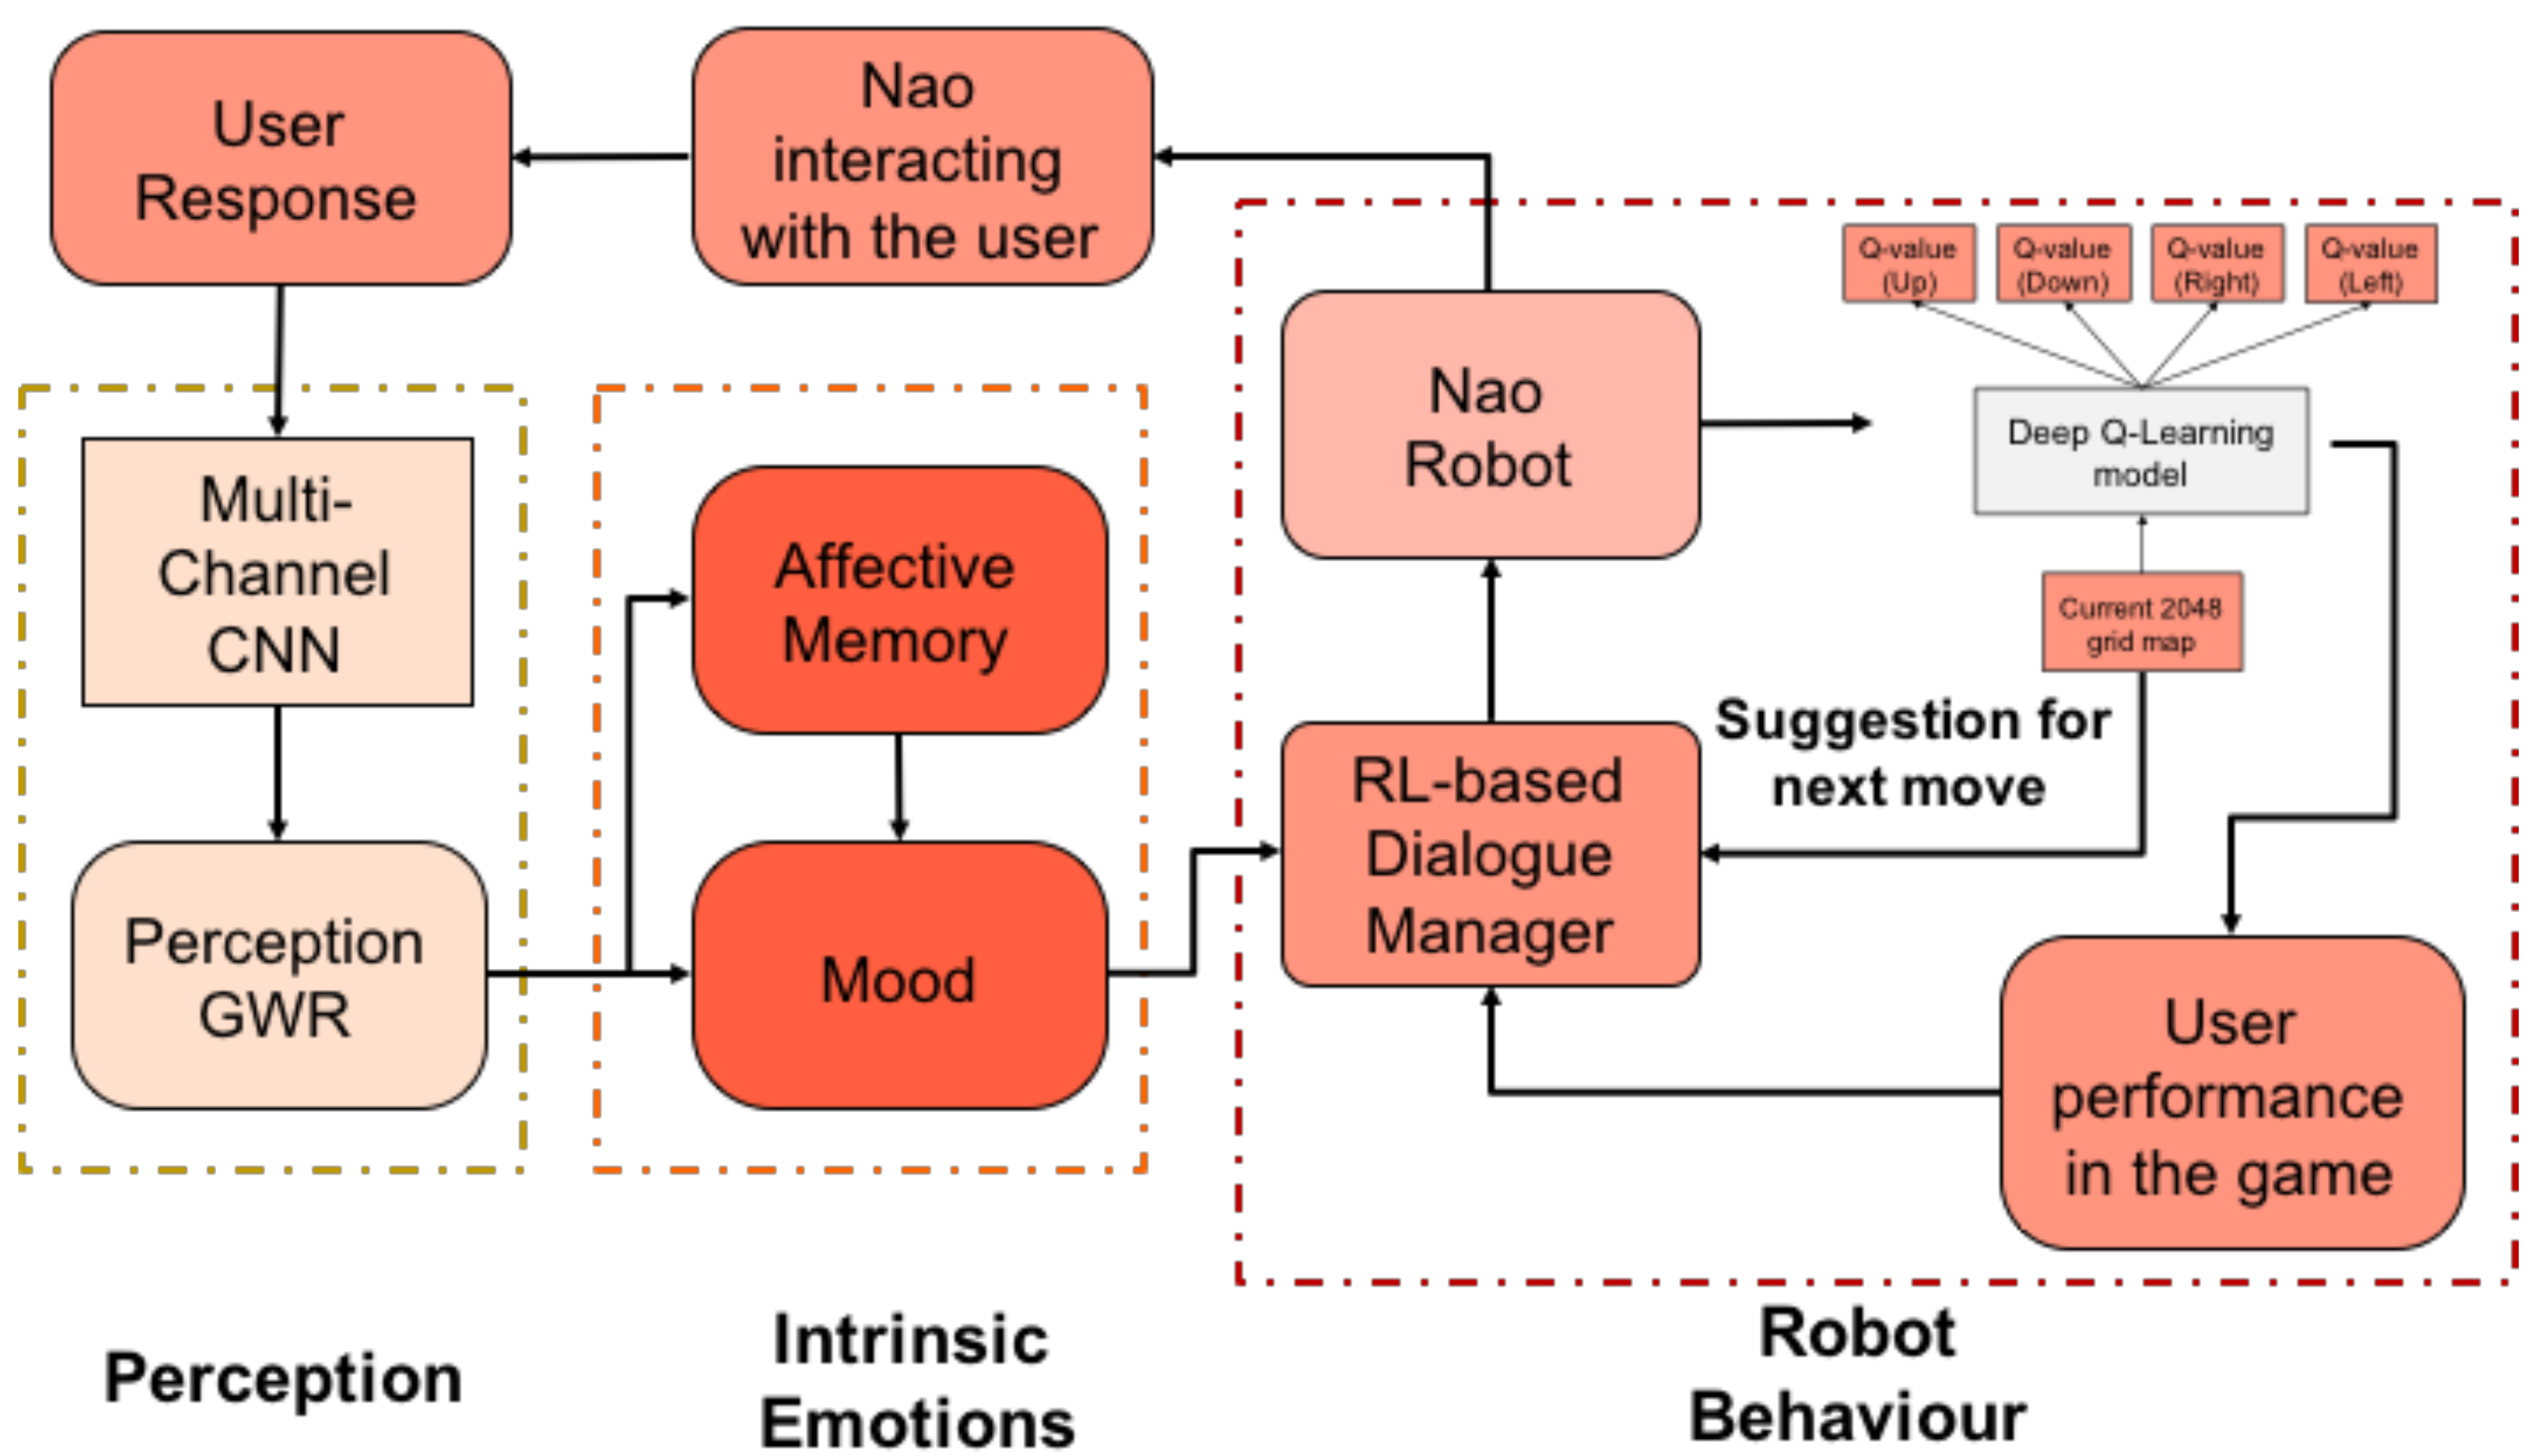 User
Response
Nao
interacting
with the user
Q-value
(Up)
Q-value
(Down)
Q-value
(Right)
Q-value
(Left)
Nao
Robot
Deep Q-Learning
model
Multi-
Channel
CNN
Affective
Memory
Current 2048
grid map
Suggestion for
next move
RL-based
Dialogue
Manager
Perception
GWR
Mood
User
performance
in the game
Perception
Intrinsic
Emotions
Robot
Behaviour